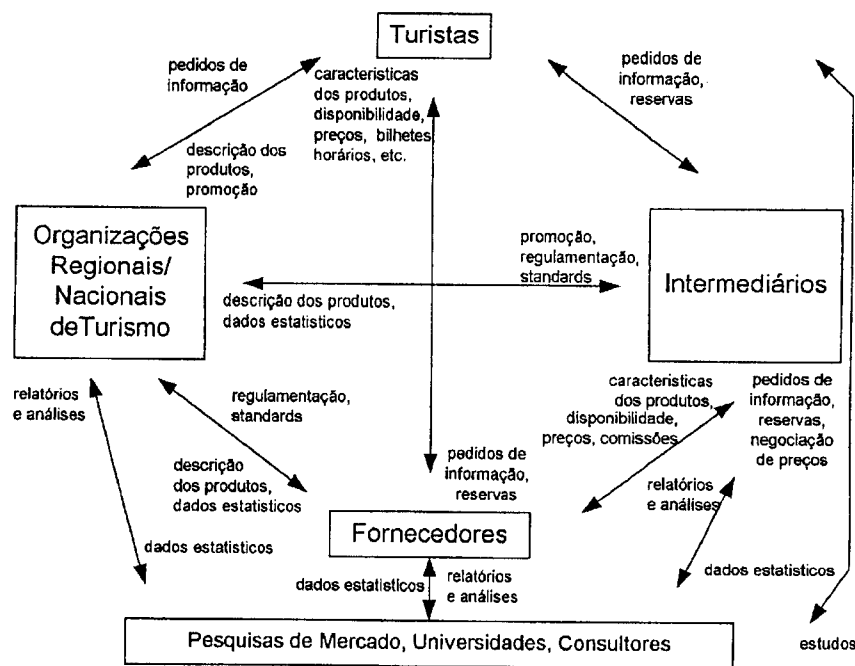 Turistas
pedidos de
informação
caracteristicas
dos produtos,
disponibilidade,
preços, bilhetes
horários, etc.
pedidos de
informação,
reservas
descrição dos
produtos,
promoção
Organizações
Regionais/
Nacionais
deTurismo
promoção,
regulamentação,
standards
descrição dos produtos,
dados estatisticos
Intermediários
relatórios
e análises
regulamentação,
standards
caracteristicas
dos produtos,
disponibilidade,
preços, comissões
pedidos de
informação,
reservas,
negociação
de preços
descrição
dos produtos,
dados estatisticos
pedidos de
informação,
reservas
relatórios
e análises
Fornecedores
dados estatisticos
dados estatisticos
relatórios
e análises
dados estatisticos
Pesquisas de Mercado, Universidades, Consultores
estudos